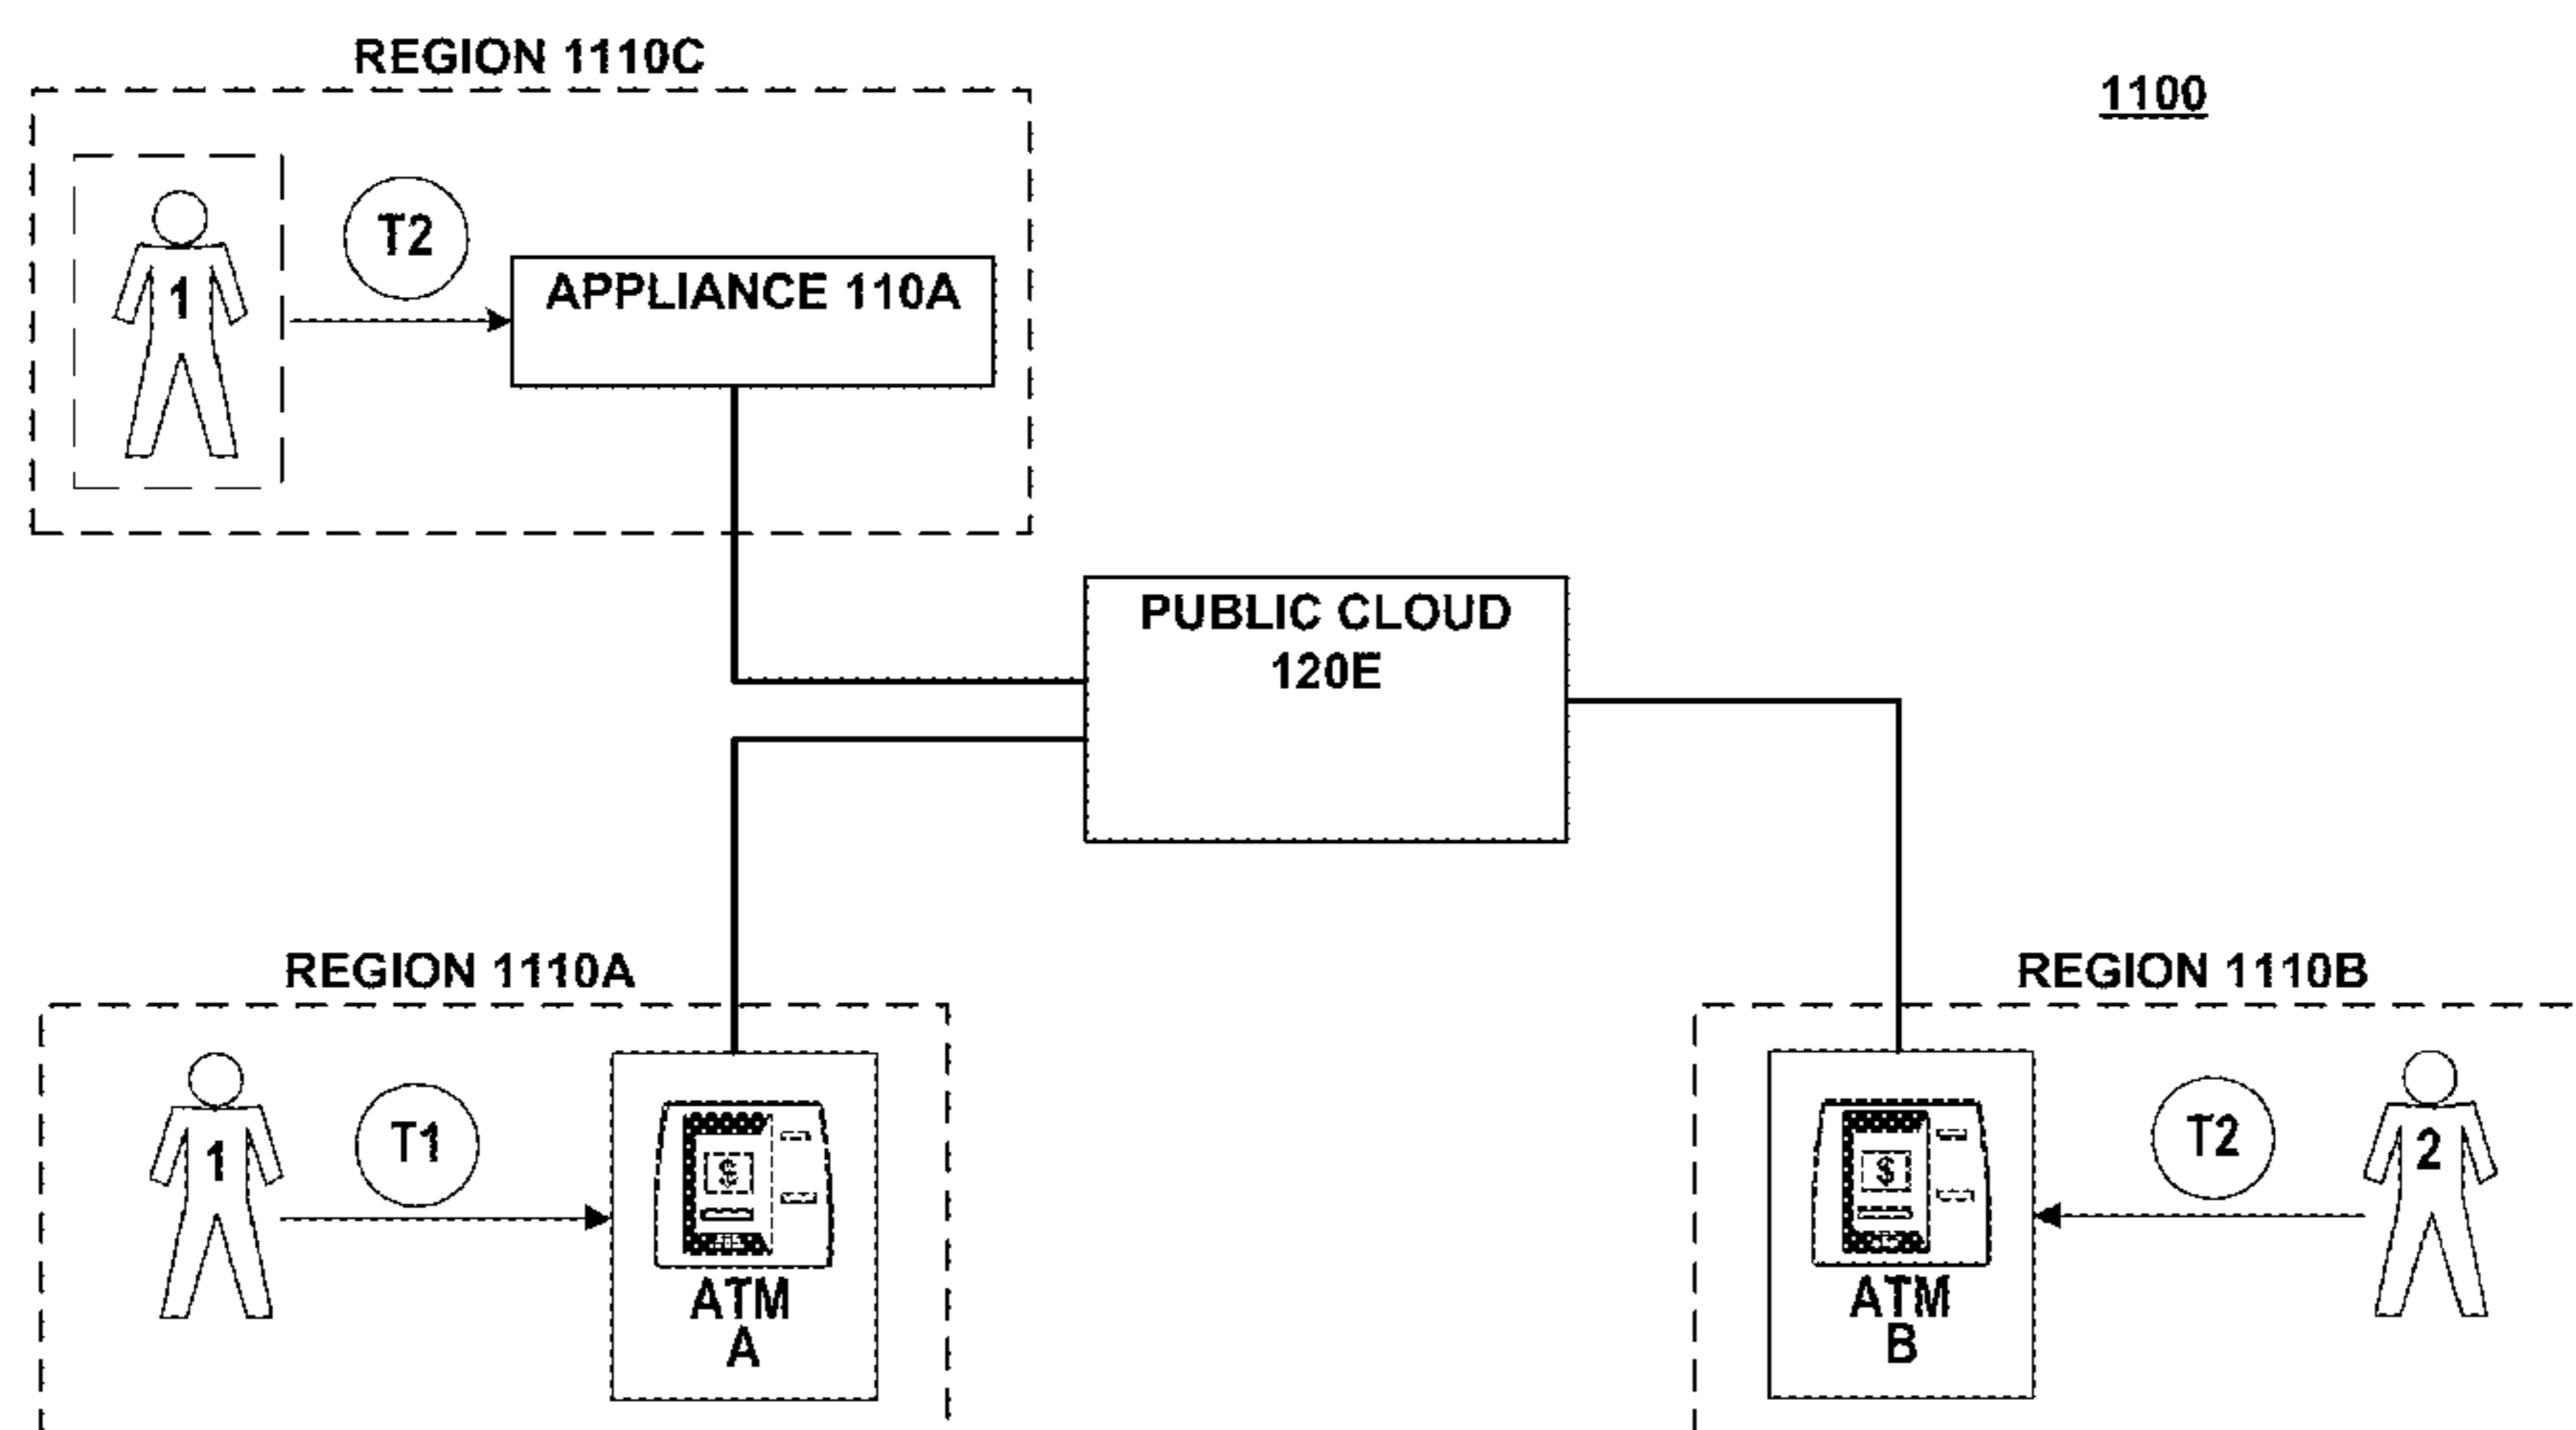 REGION 1110C
1100
T2
1
APPLIANCE 110A
PUBLIC CLOUD
120E
REGION 1110A
REGION 1110B
1
T1
$
ATM
A
$
ATM
B
T2
2